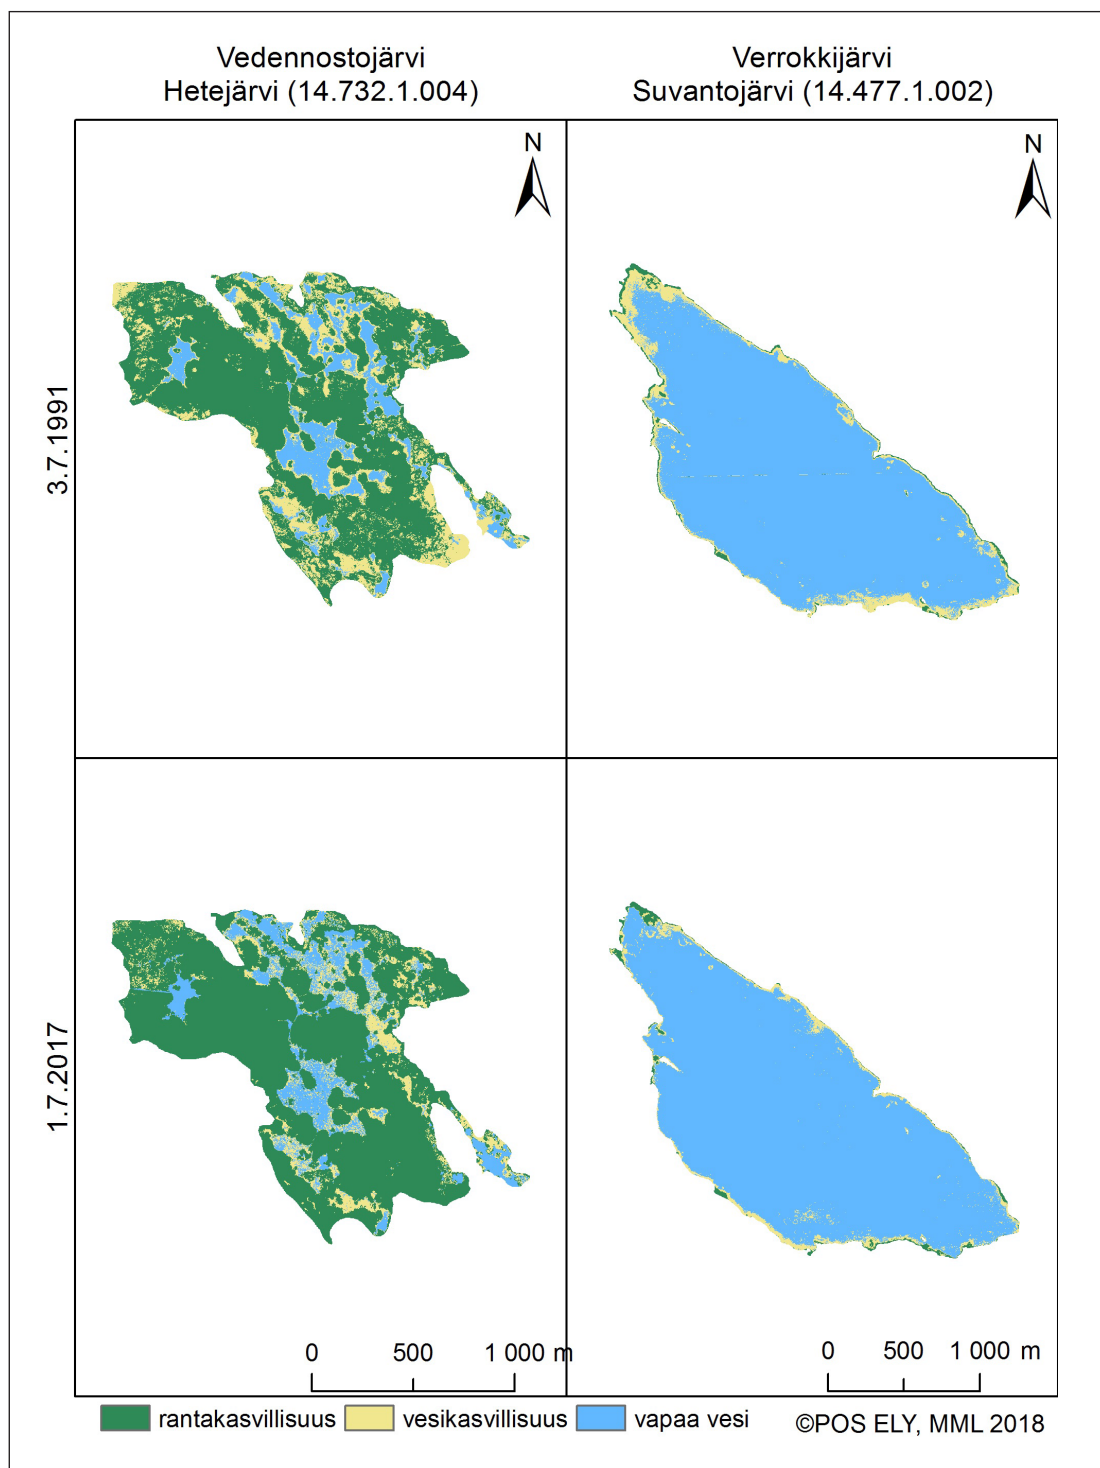 Vedennostojärvi
Hetejärvi (14.732.1.004)
Verrokkijärvi
Suvantojärvi (14.477.1.002)
N
N
3.7.1991
1.7.2017
0 500 1 000 m
0 500 1 000 m
rantakasvillisuus vesikasvillisuus vapaa vesi ©POS ELY, MML 2018